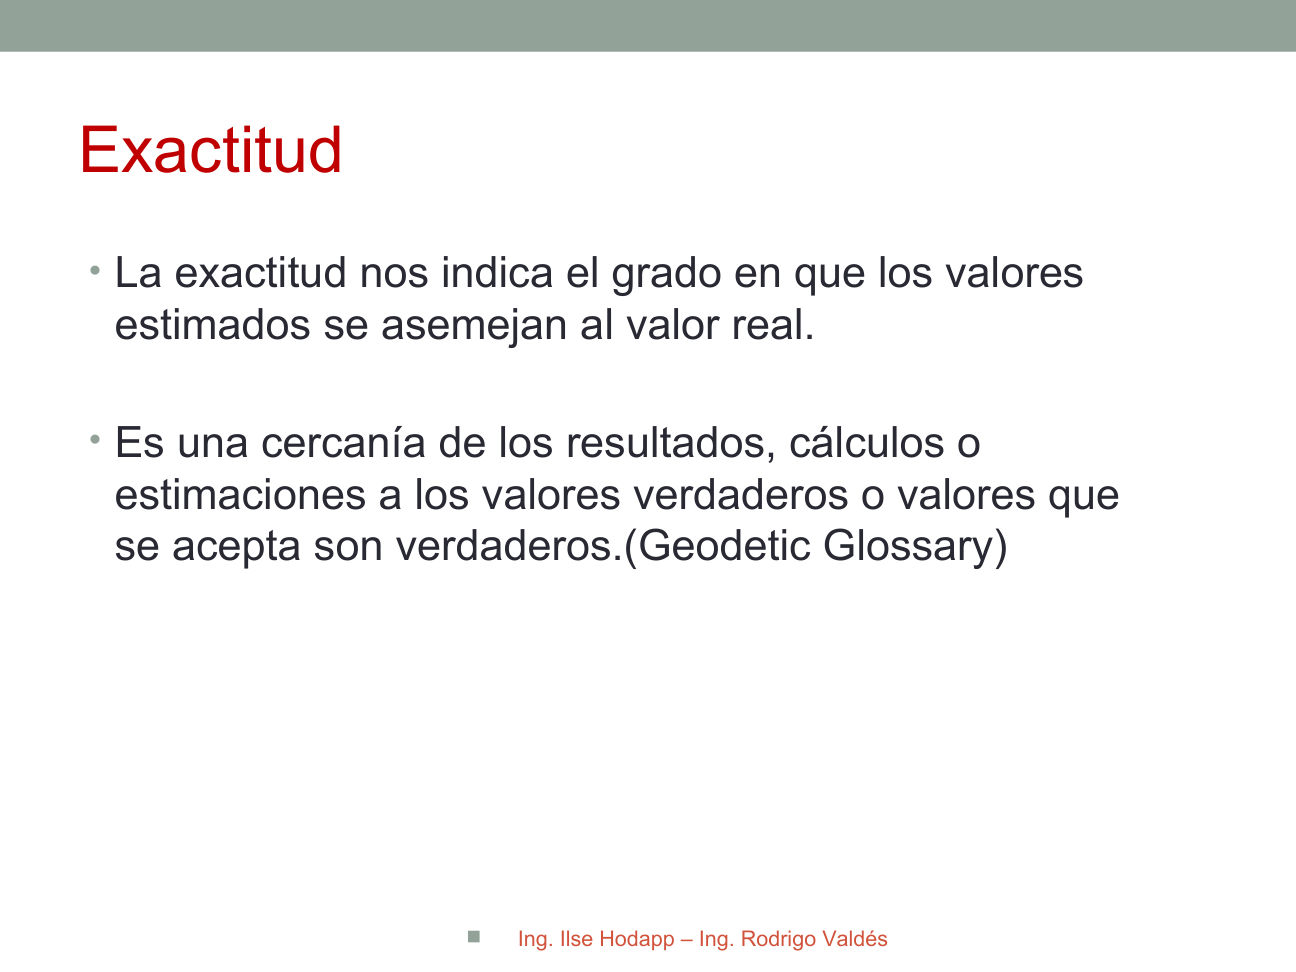 Exactitud
• La exactitud nos indica el grado en que los valores
estimados se asemejan al valor real.
• Es una cercanía de los resultados, cálculos o
estimaciones a los valores verdaderos o valores que
se acepta son verdaderos.(Geodetic Glossary)
■ Ing. Ilse Hodapp – Ing. Rodrigo Valdés